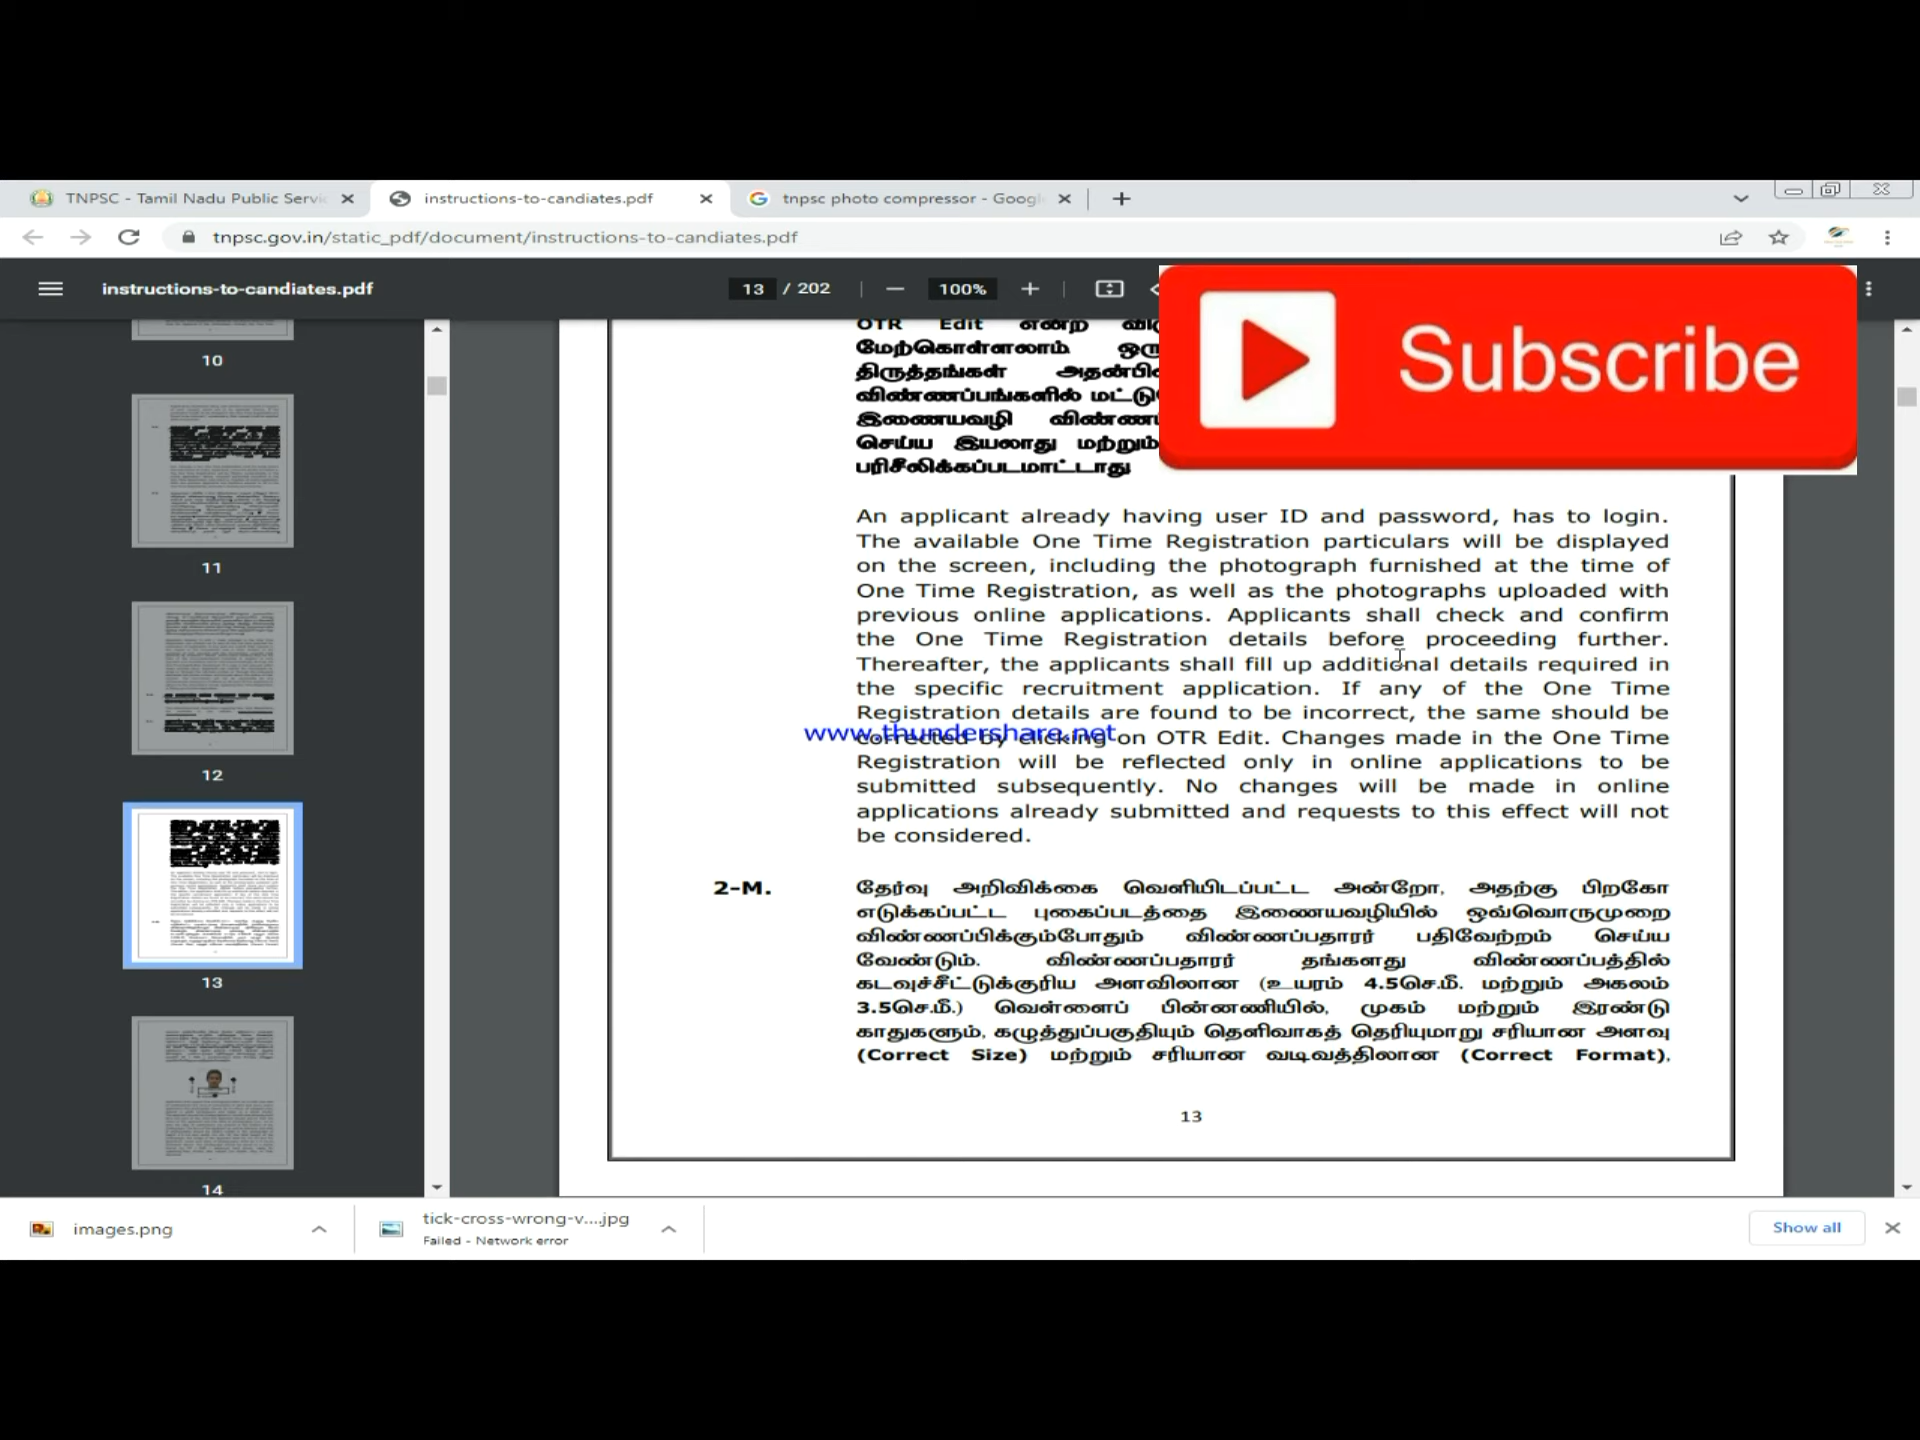 TNPSC - Tamil Nadu Public Servic
instructions-to-candiates.pdf
tnpsc photo compressor - Googl
tnpsc.gov.in/static_pdf/document/instructions-to-candiates.pdf
instructions-to-candiates.pdf
13 / 202
100%
Subscribe
10
11
12
13
14
OTR Edit என்ற
மேற்கொள்ளலாம்.
திருத்தங்கள்
விண்ணப்பங்களில்
இணையவழி
செய்ய இயலாது மற்றும்
பரிசீலிக்கப்படமாட்டாது
An applicant already having user ID and password, has to login.
The available One Time Registration particulars will be displayed
on the screen, including the photograph furnished at the time of
One Time Registration, as well as the photographs uploaded with
previous online applications. Applicants shall check and confirm
the One Time Registration details before proceeding further.
Thereafter, the applicants shall fill up additional details required in
the specific recruitment application. If any of the One Time
Registration details are found to be incorrect, the same should be
www.thundershare.net
corrected by clicking on OTR Edit. Changes made in the One Time
Registration will be reflected only in online applications to be
submitted subsequently. No changes will be made in online
applications already submitted and requests to this effect will not
be considered.
2-M. தேர்வு அறிவிக்கை வெளியிடப்பட்ட அன்றோ, அதற்கு பிறகோ
எடுக்கப்பட்ட புகைப்படத்தை இணையவழியில் ஒவ்வொருமுறை
விண்ணப்பிக்கும்போதும் விண்ணப்பதாரர் பதிவேற்றம் செய்ய
வேண்டும். விண்ணப்பதாரர் தங்களது விண்ணப்பத்தில்
கடவுச்சீட்டுக்குரிய அளவிலான (உயரம் 4.5செ.மீ. மற்றும் அகலம்
3.5செ.மீ.) வெள்ளைப் பின்னணியில், முகம் மற்றும் இரண்டு
காதுகளும், கழுத்துப்பகுதியும் தெளிவாகத் தெரியுமாறு சரியான அளவு
(Correct Size) மற்றும் சரியான வடிவத்திலான (Correct Format),
13
images.png
tick-cross-wrong-v....jpg
Failed - Network error
Show all